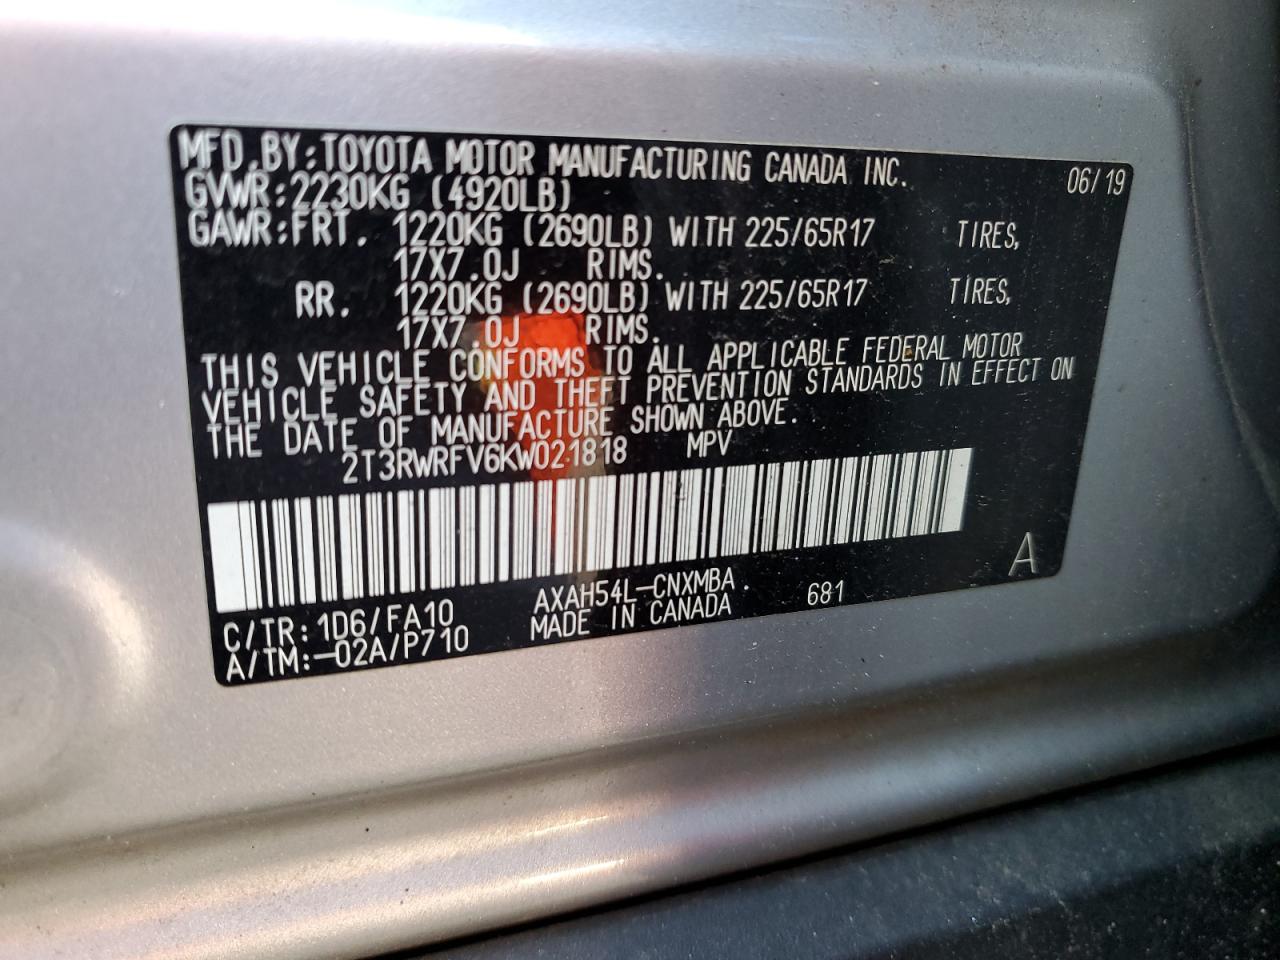 MFD.BY:TOYOTA MOTOR MANUFACTURING CANADA INC. 06/19
GVWR:2230KG (4920LB)
GAWR:FRT. 1220KG (2690LB) WITH 225/65R17 TIRES,
17X7.0J RIMS.
RR. 1220KG (2690LB) WITH 225/65R17 TIRES,
17X7.0J RIMS.
THIS VEHICLE CONFORMS TO ALL APPLICABLE FEDERAL MOTOR
VEHICLE SAFETY AND THEFT PREVENTION STANDARDS IN EFFECT ON
THE DATE OF MANUFACTURE SHOWN ABOVE.
2T3RWRFV6KW021818 MPV
C/TR:1D6/FA10 AXAH54L-CNXMBA 681 A
A/TM:-02A/P710 MADE IN CANADA